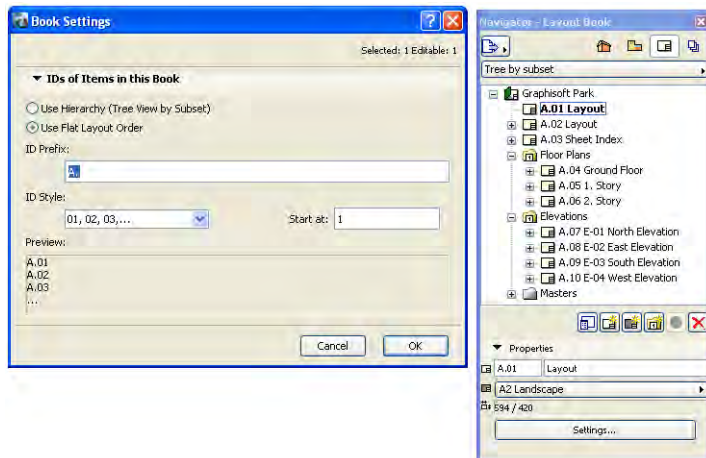 Book Settings
Selected: 1 Editable: 1
IDs of Items in this Book
Use Hierarchy (Tree View by Subset)
Use Flat Layout Order
ID Prefix:
A.
ID Style:
01, 02, 03,...
Start at: 1
Preview:
A.01
A.02
A.03
...
Cancel
OK
Navigator - Layout Book
Tree by subset
Graphisoft Park
A.01 Layout
A.02 Layout
A.03 Sheet Index
Floor Plans
A.04 Ground Floor
A.05 1. Story
A.06 2. Story
Elevations
A.07 E-01 North Elevation
A.08 E-02 East Elevation
A.09 E-03 South Elevation
A.10 E-04 West Elevation
Masters
Properties
A.01 Layout
A2 Landscape
594 / 420
Settings...